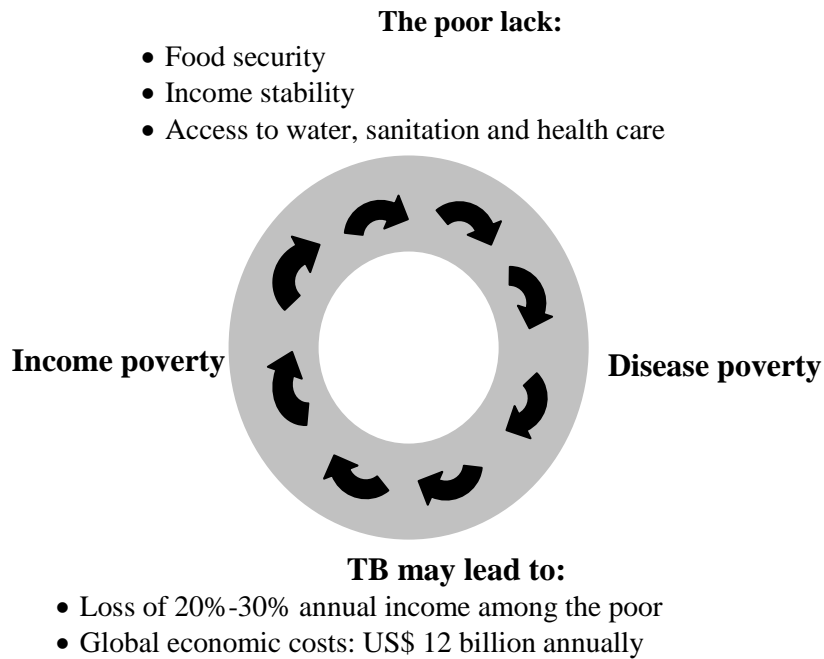 The poor lack:
• Food security
• Income stability
• Access to water, sanitation and health care
Income poverty
Disease poverty
TB may lead to:
• Loss of 20%-30% annual income among the poor
• Global economic costs: US$ 12 billion annually